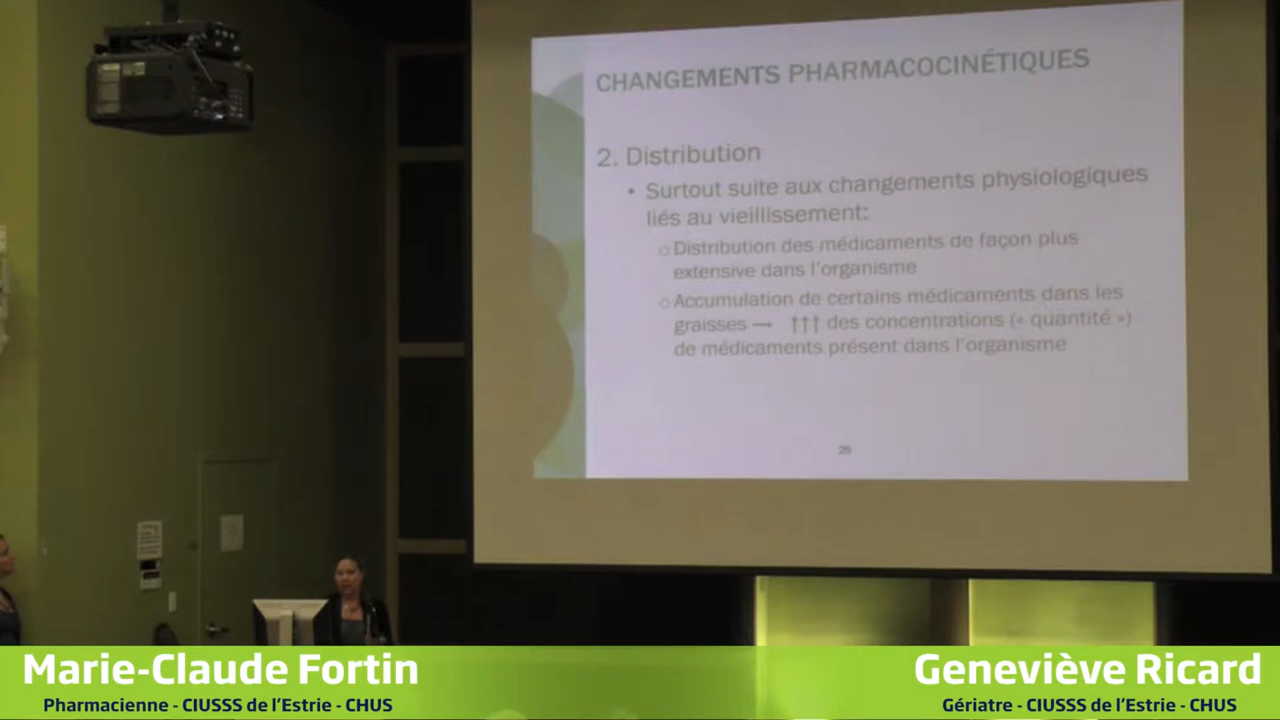 CHANGEMENTS PHARMACOCINÉTIQUES
2. Distribution
• Surtout suite aux changements physiologiques
liés au vieillissement:
○ Distribution des médicaments de façon plus
extensive dans l'organisme
○ Accumulation de certains médicaments dans les
graisses → ↑↑↑ des concentrations (« quantité »)
de médicaments présent dans l'organisme
25
Marie-Claude Fortin
Pharmacienne - CIUSSS de l'Estrie - CHUS
Geneviève Ricard
Gériatre - CIUSSS de l'Estrie - CHUS